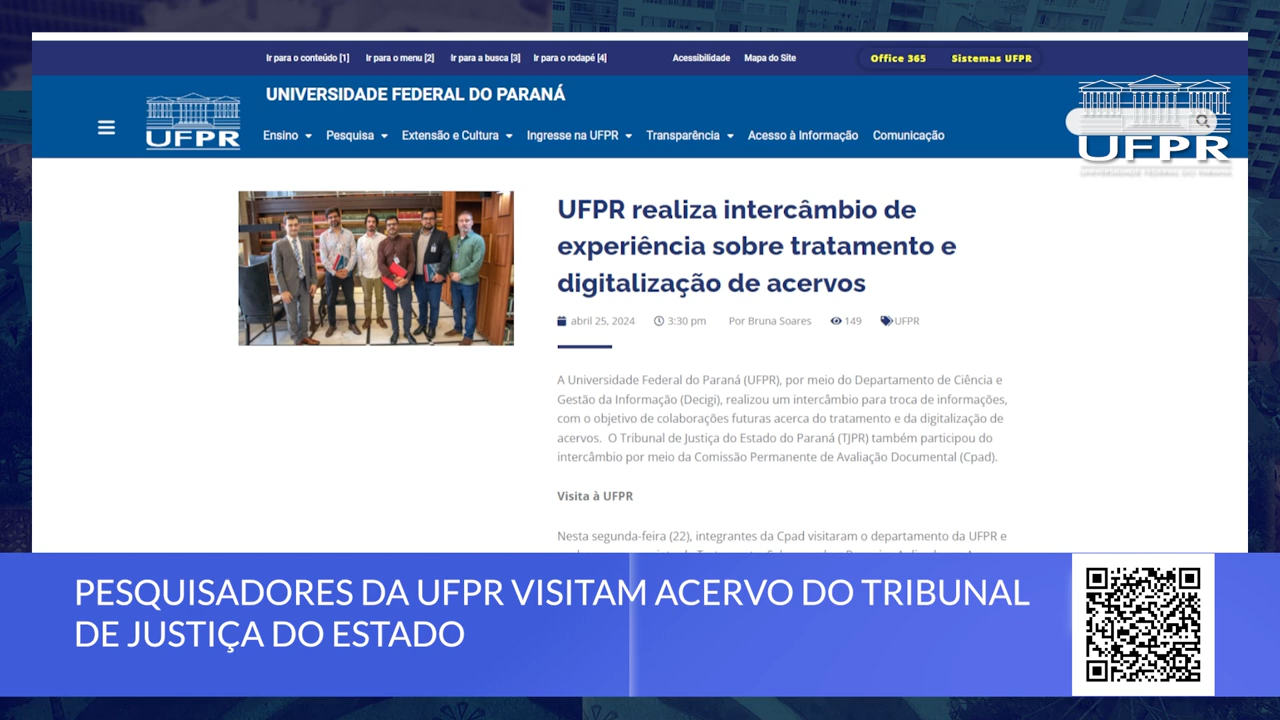 Ir para o conteúdo [1] Ir para o menu [2] Ir para a busca [3] Ir para o rodapé [4] Acessibilidade Mapa do Site Office 365 Sistemas UFPR
UNIVERSIDADE FEDERAL DO PARANÁ
UFPR
Ensino Pesquisa Extensão e Cultura Ingresse na UFPR Transparência Acesso à Informação Comunicação
UFPR
UNIVERSIDADE FEDERAL DO PARANÁ
UFPR realiza intercâmbio de
experiência sobre tratamento e
digitalização de acervos
abril 25, 2024 3:30 pm Por Bruna Soares 149 UFPR
A Universidade Federal do Paraná (UFPR), por meio do Departamento de Ciência e
Gestão da Informação (Decigi), realizou um intercâmbio para troca de informações,
com o objetivo de colaborações futuras acerca do tratamento e da digitalização de
acervos. O Tribunal de Justiça do Estado do Paraná (TJPR) também participou do
intercâmbio por meio da Comissão Permanente de Avaliação Documental (Cpad).
Visita à UFPR
Nesta segunda-feira (22), integrantes da Cpad visitaram o departamento da UFPR e
PESQUISADORES DA UFPR VISITAM ACERVO DO TRIBUNAL
DE JUSTIÇA DO ESTADO